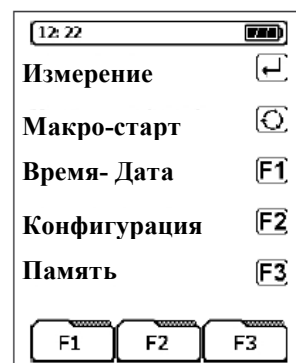 12:22
Измерение
Макро-старт
Время- Дата F1
Конфигурация F2
Память F3
F1 F2 F3